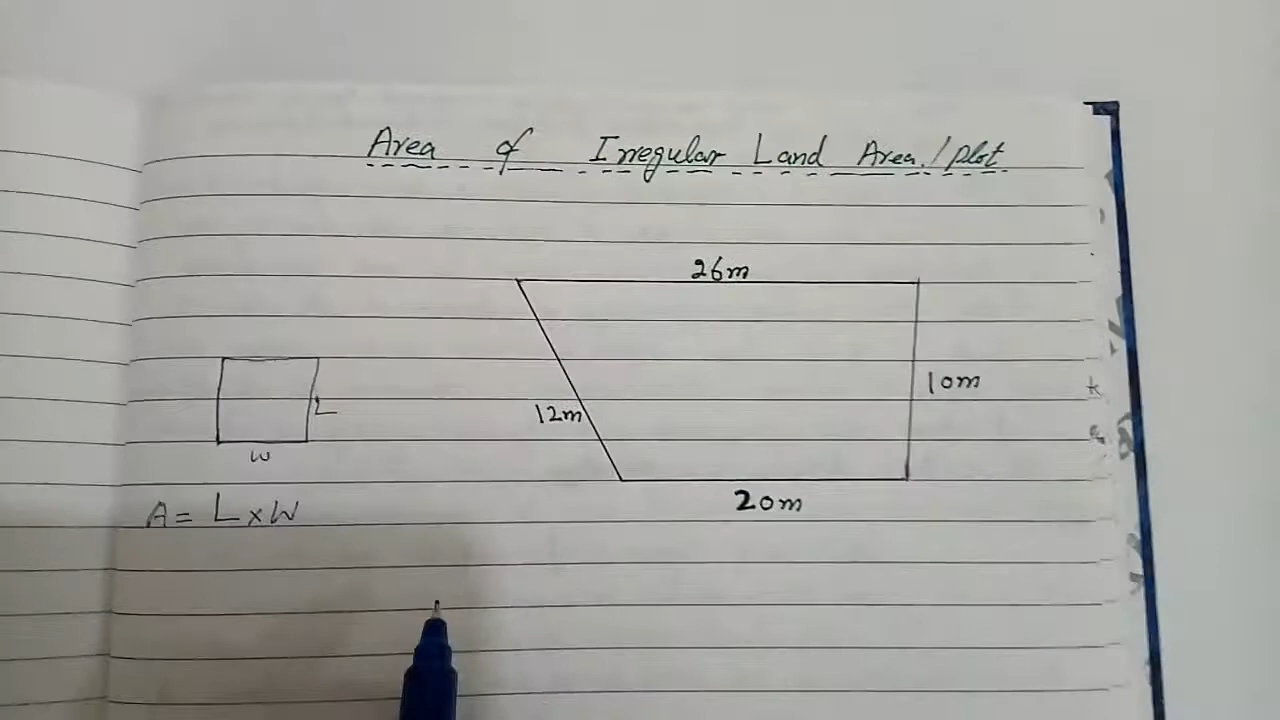 Area of Irregular Land Area./plot
26m
10m
12m
L
W
20m
A = L x W